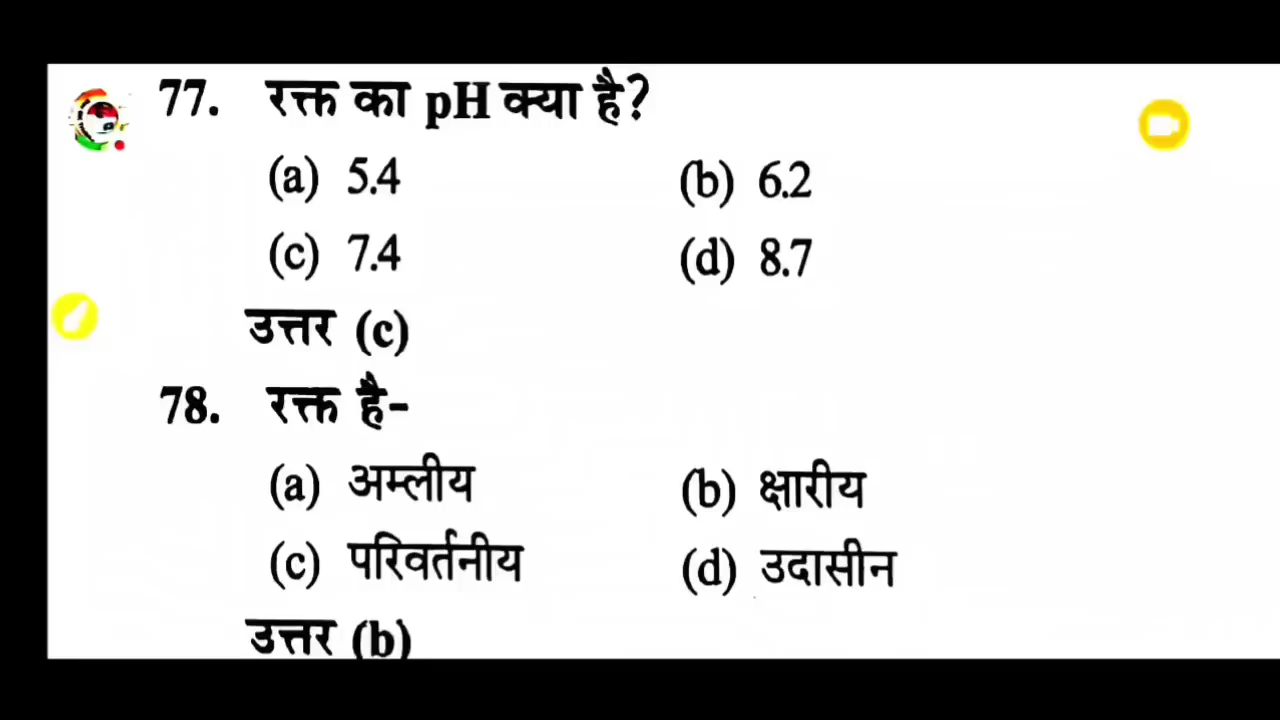 77. रक्त का pH क्या है?
(a) 5.4 (b) 6.2
(c) 7.4 (d) 8.7
उत्तर (c)
78. रक्त है-
(a) अम्लीय (b) क्षारीय
(c) परिवर्तनीय (d) उदासीन
उत्तर (b)